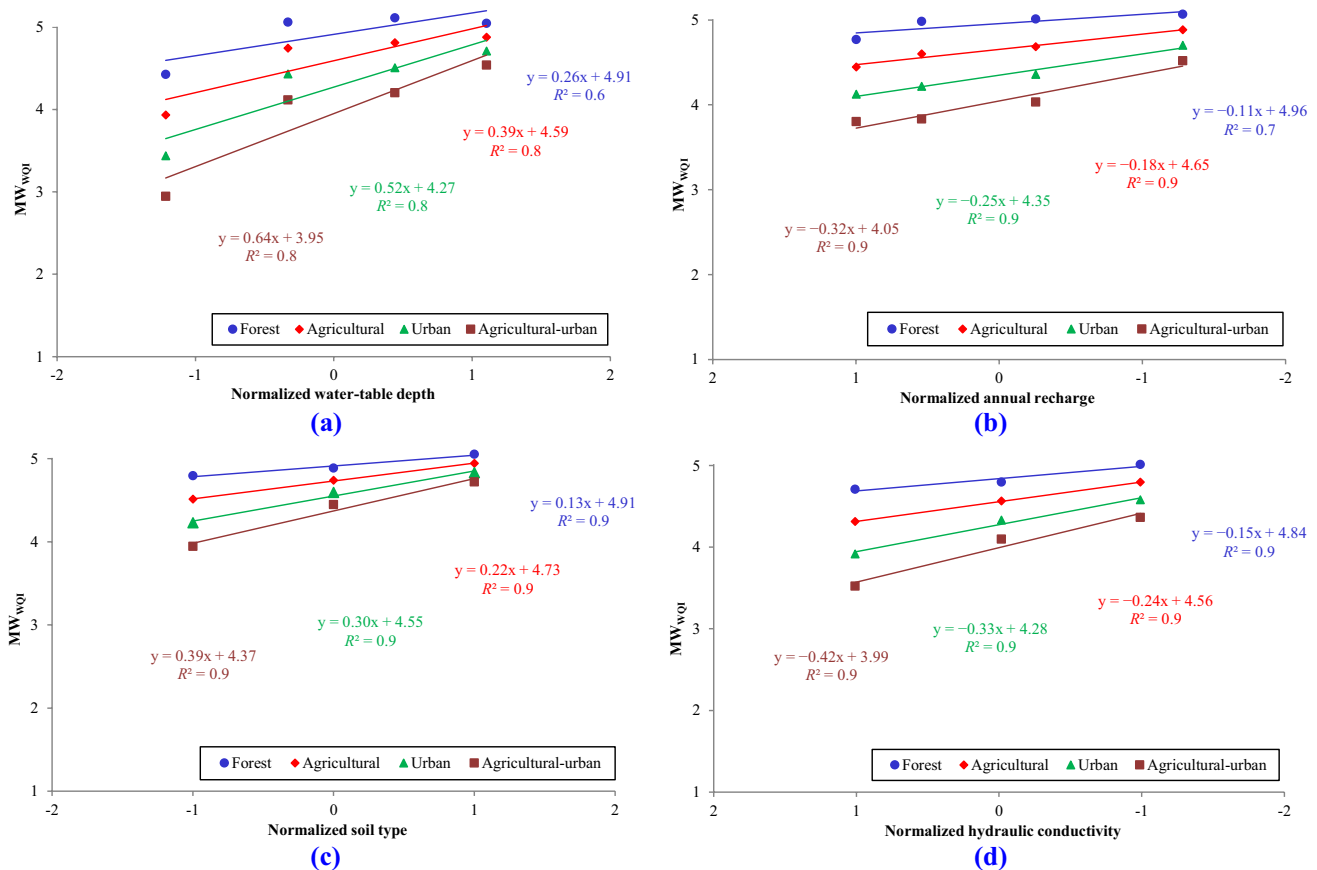 5
4
3
2
1
MW_WQI
y = 0.26x + 4.91
R² = 0.6
y = 0.39x + 4.59
R² = 0.8
y = 0.52x + 4.27
R² = 0.8
y = 0.64x + 3.95
R² = 0.8
Forest Agricultural Urban Agricultural-urban
-2 -1 0 1 2
Normalized water-table depth
(a)
5
4
3
2
1
MW_WQI
y = −0.11x + 4.96
R² = 0.7
y = −0.18x + 4.65
R² = 0.9
y = −0.25x + 4.35
R² = 0.9
y = −0.32x + 4.05
R² = 0.9
Forest Agricultural Urban Agricultural-urban
2 1 0 -1 -2
Normalized annual recharge
(b)
5
4
3
2
1
MW_WQI
y = 0.13x + 4.91
R² = 0.9
y = 0.22x + 4.73
R² = 0.9
y = 0.30x + 4.55
R² = 0.9
y = 0.39x + 4.37
R² = 0.9
Forest Agricultural Urban Agricultural-urban
-2 -1 0 1 2
Normalized soil type
(c)
5
4
3
2
1
MW_WQI
y = −0.15x + 4.84
R² = 0.9
y = −0.24x + 4.56
R² = 0.9
y = −0.33x + 4.28
R² = 0.9
y = −0.42x + 3.99
R² = 0.9
Forest Agricultural Urban Agricultural-urban
2 1 0 -1 -2
Normalized hydraulic conductivity
(d)